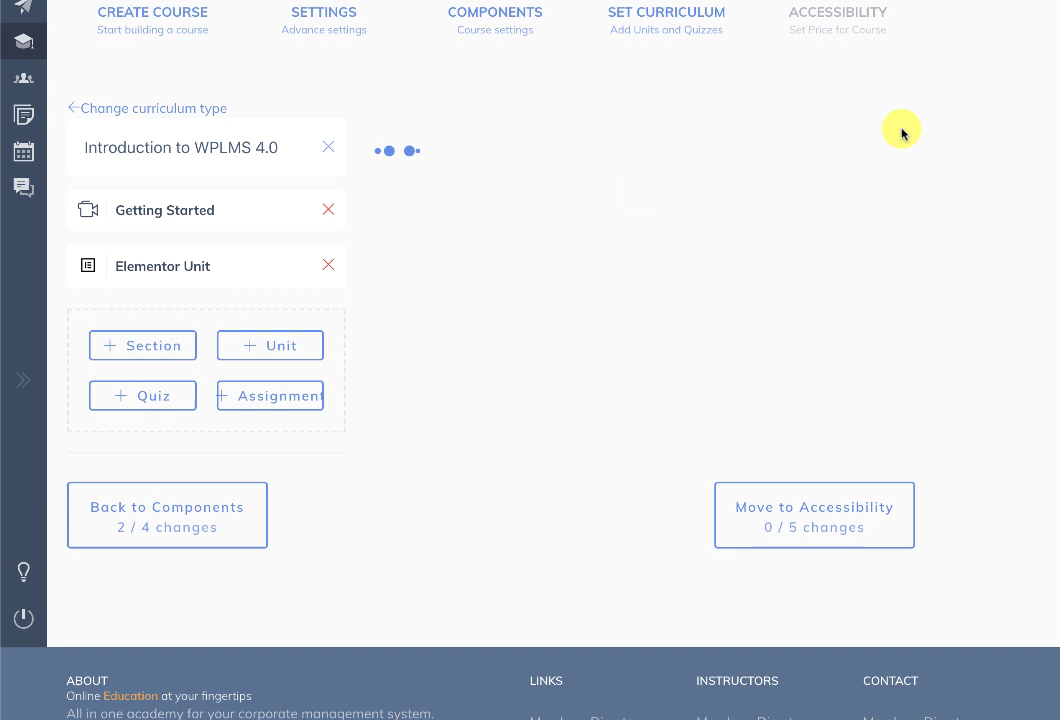 CREATE COURSE
Start building a course
SETTINGS
Advance settings
COMPONENTS
Course settings
SET CURRICULUM
Add Units and Quizzes
ACCESSIBILITY
Set Price for Course
Change curriculum type
Introduction to WPLMS 4.0
Getting Started
Elementor Unit
+ Section
+ Unit
+ Quiz
+ Assignment
Back to Components
2 / 4 changes
Move to Accessibility
0 / 5 changes
ABOUT
Online Education at your fingertips
All in one academy for your corporate management system.
LINKS
INSTRUCTORS
CONTACT